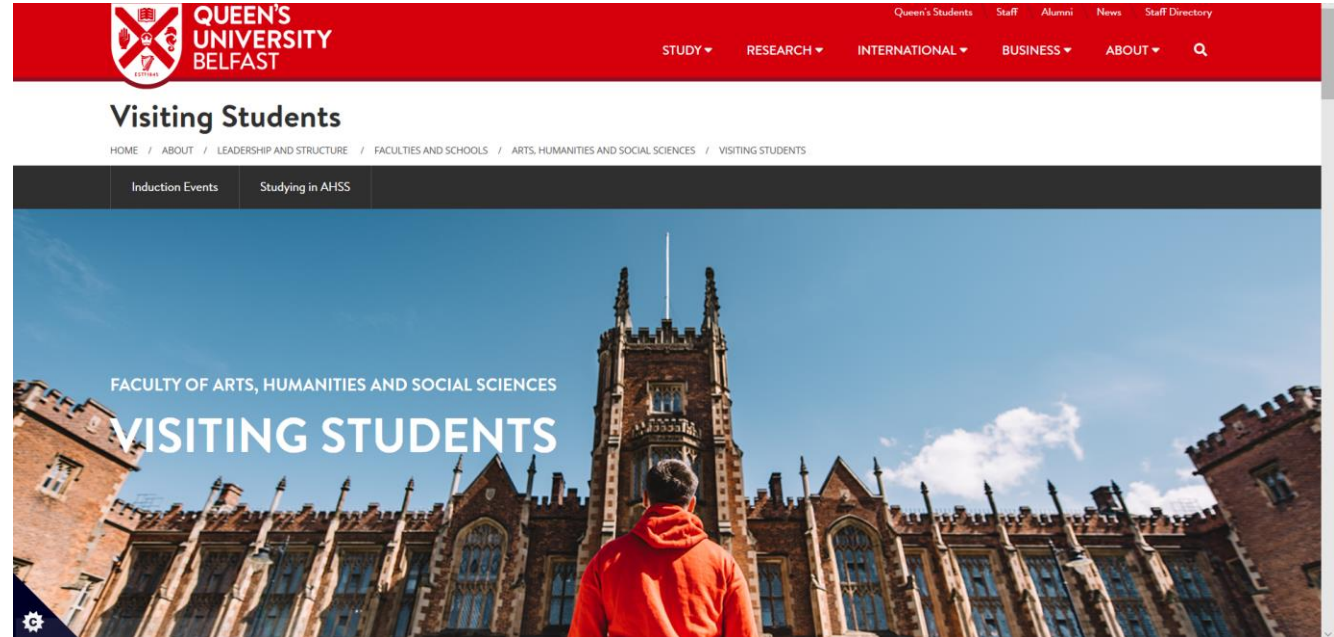 QUEEN'S
UNIVERSITY
BELFAST
Queen's Students Staff Alumni News Staff Directory
STUDY RESEARCH INTERNATIONAL BUSINESS ABOUT
Visiting Students
HOME / ABOUT / LEADERSHIP AND STRUCTURE / FACULTIES AND SCHOOLS / ARTS, HUMANITIES AND SOCIAL SCIENCES / VISITING STUDENTS
Induction Events Studying in AHSS
FACULTY OF ARTS, HUMANITIES AND SOCIAL SCIENCES
VISITING STUDENTS